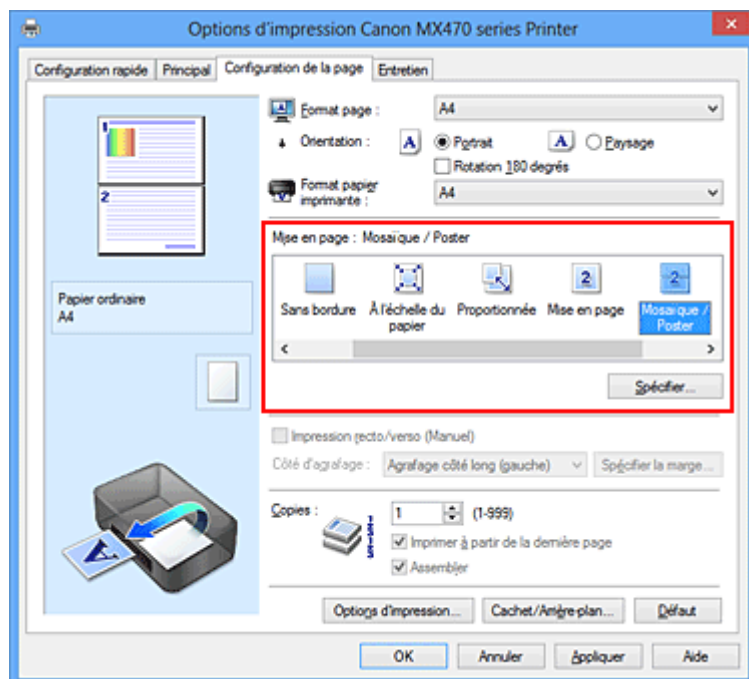 Options d'impression Canon MX470 series Printer
Configuration rapide Principal Configuration de la page Entretien
Format page : A4
Orientation : A Portrait A Paysage
Rotation 180 degrés
Format papier
imprimante : A4
1
2
Mise en page : Mosaïque / Poster
Sans bordure
À l'échelle du
papier
Proportionnée
2
Mise en page
2
Mosaïque /
Poster
Papier ordinaire
A4
Spécifier...
Impression recto/verso (Manuel)
Côté d'agrafage : Agrafage côté long (gauche) Spécifier la marge...
Copies : 1 (1-999)
Imprimer à partir de la dernière page
Assembler
A
Options d'impression... Cachet/Arrière-plan... Défaut
OK Annuler Appliquer Aide